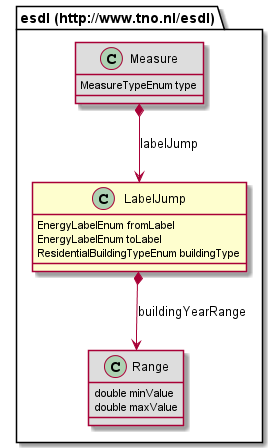 esdl (http://www.tno.nl/esdl)
C Measure
MeasureTypeEnum type
labelJump
C LabelJump
EnergyLabelEnum fromLabel
EnergyLabelEnum toLabel
ResidentialBuildingTypeEnum buildingType
buildingYearRange
C Range
double minValue
double maxValue